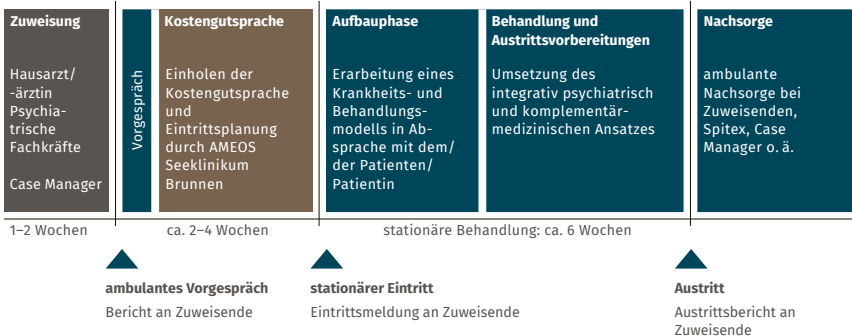 Zuweisung
Hausarzt/
-ärztin
Psychia-
trische
Fachkräfte
Case Manager
Vorgespräch
Kostengutsprache
Einholen der
Kostengutsprache
und
Eintrittsplanung
durch AMEOS
Seeklinikum
Brunnen
Aufbauphase
Erarbeitung eines
Krankheits- und
Behandlungs-
modells in Ab-
sprache mit dem/
der Patienten/
Patientin
Behandlung und
Austrittsvorbereitungen
Umsetzung des
integrativ psychiatrisch
und komplementär-
medizinischen Ansatzes
Nachsorge
ambulante
Nachsorge bei
Zuweisenden,
Spitex, Case
Manager o. ä.
1–2 Wochen
ca. 2–4 Wochen
stationäre Behandlung: ca. 6 Wochen
ambulantes Vorgespräch
Bericht an Zuweisende
stationärer Eintritt
Eintrittsmeldung an Zuweisende
Austritt
Austrittsbericht an
Zuweisende